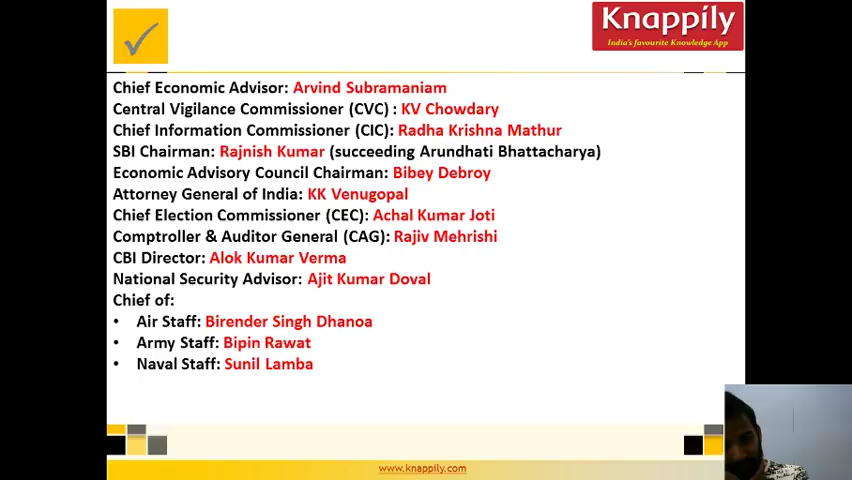 Knappily
India's favourite Knowledge App
Chief Economic Advisor: Arvind Subramaniam
Central Vigilance Commissioner (CVC) : KV Chowdary
Chief Information Commissioner (CIC): Radha Krishna Mathur
SBI Chairman: Rajnish Kumar (succeeding Arundhati Bhattacharya)
Economic Advisory Council Chairman: Bibey Debroy
Attorney General of India: KK Venugopal
Chief Election Commissioner (CEC): Achal Kumar Joti
Comptroller & Auditor General (CAG): Rajiv Mehrishi
CBI Director: Alok Kumar Verma
National Security Advisor: Ajit Kumar Doval
Chief of:
• Air Staff: Birender Singh Dhanoa
• Army Staff: Bipin Rawat
• Naval Staff: Sunil Lamba
www.knappily.com